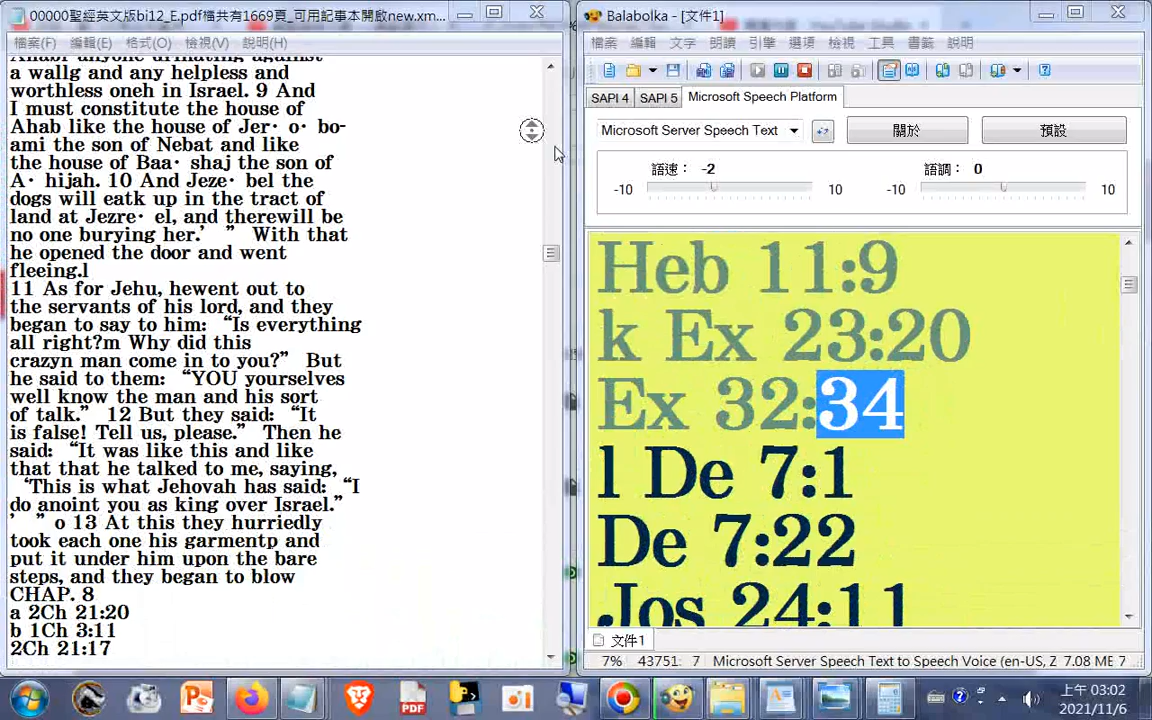 00000聖經英文版bi12_E.pdf檔共有1669頁_可用記事本開啟new.xm...
檔案(F) 編輯(E) 格式(O) 檢視(V) 說明(H)
Ahabi anyone urinating against
a wallg and any helpless and
worthless oneh in Israel. 9 And
I must constitute the house of
Ahab like the house of Jer· o· bo-
ami the son of Nebat and like
the house of Baa· shaj the son of
A· hijah. 10 And Jeze· bel the
dogs will eatk up in the tract of
land at Jezre· el, and therewill be
no one burying her.’ ” With that
he opened the door and went
fleeing.l
11 As for Jehu, hewent out to
the servants of his lord, and they
began to say to him: “Is everything
all right?m Why did this
crazyn man come in to you?” But
he said to them: “YOU yourselves
well know the man and his sort
of talk.” 12 But they said: “It
is false! Tell us, please.” Then he
said: “It was like this and like
that that he talked to me, saying,
‘This is what Jehovah has said: “I
do anoint you as king over Israel.”
’ ” o 13 At this they hurriedly
took each one his garmentp and
put it under him upon the bare
steps, and they began to blow
CHAP. 8
a 2Ch 21:20
b 1Ch 3:11
2Ch 21:17
Balabolka - [文件1]
檔案 編輯 文字 朗讀 引擎 選項 檢視 工具 書籤 說明
SAPI 4 SAPI 5 Microsoft Speech Platform
Microsoft Server Speech Text 關於 預設
語速： -2 語調： 0
-10 10 -10 10
Heb 11:9
k Ex 23:20
Ex 32:34
l De 7:1
De 7:22
Jos 24:11
文件1
7% 43751: 7 Microsoft Server Speech Text to Speech Voice (en-US, Z 7.08 ME 7
PDF
上午 03:02
2021/11/6